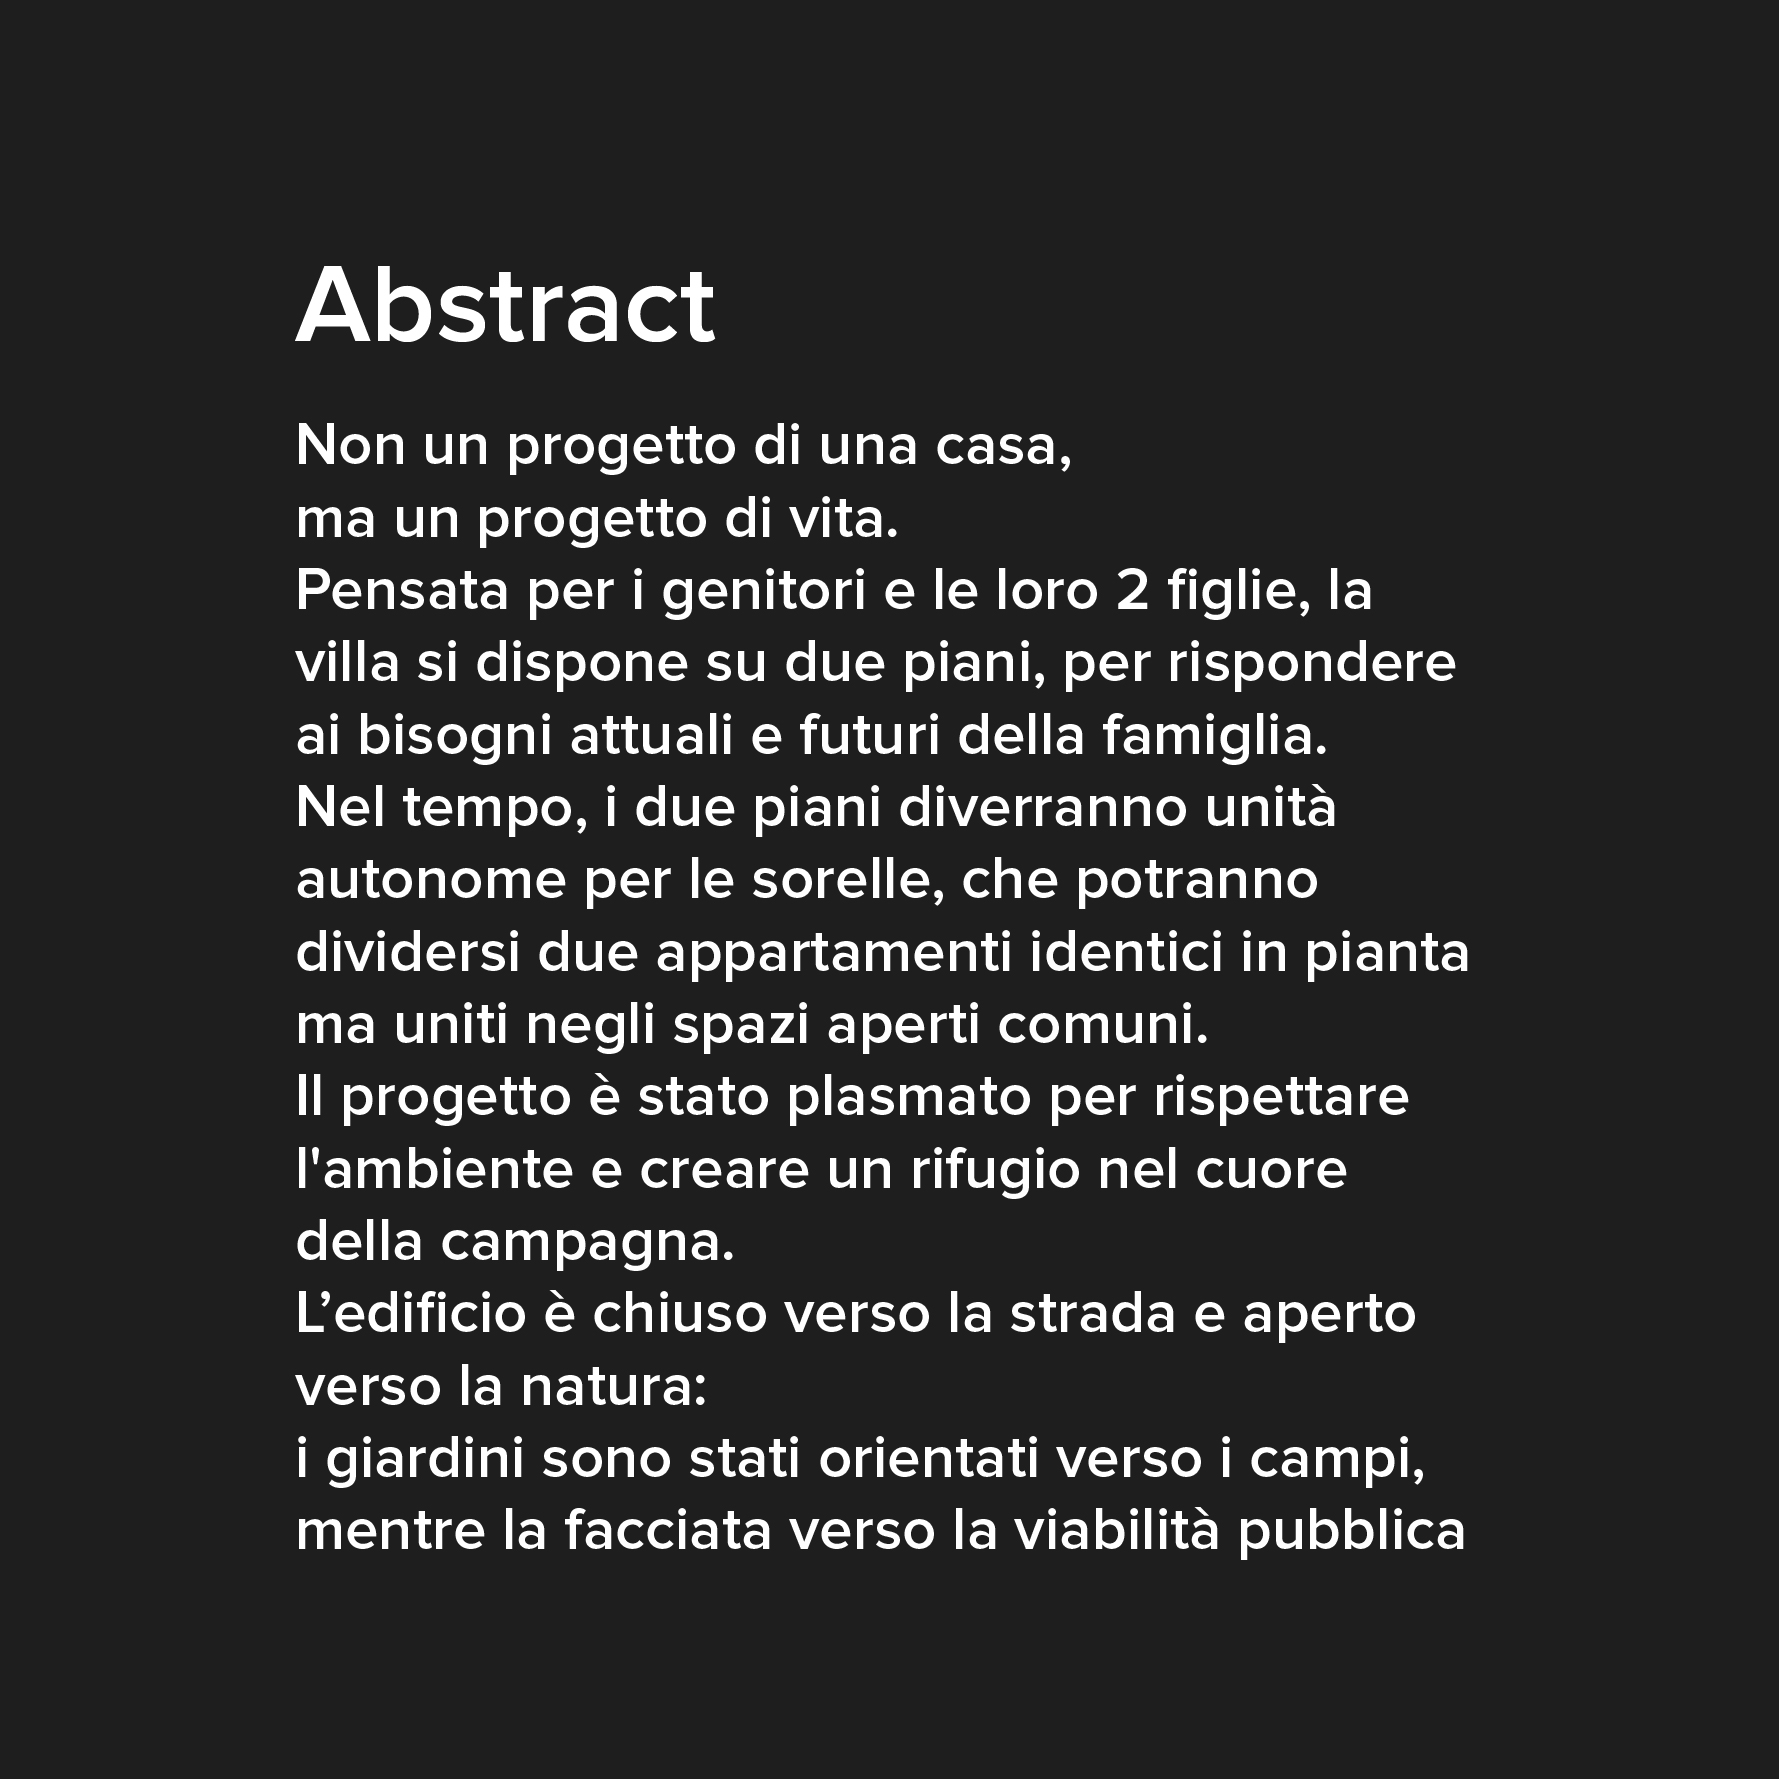 Abstract
Non un progetto di una casa,
ma un progetto di vita.
Pensata per i genitori e le loro 2 figlie, la
villa si dispone su due piani, per rispondere
ai bisogni attuali e futuri della famiglia.
Nel tempo, i due piani diverranno unità
autonome per le sorelle, che potranno
dividersi due appartamenti identici in pianta
ma uniti negli spazi aperti comuni.
Il progetto è stato plasmato per rispettare
l'ambiente e creare un rifugio nel cuore
della campagna.
L’edificio è chiuso verso la strada e aperto
verso la natura:
i giardini sono stati orientati verso i campi,
mentre la facciata verso la viabilità pubblica